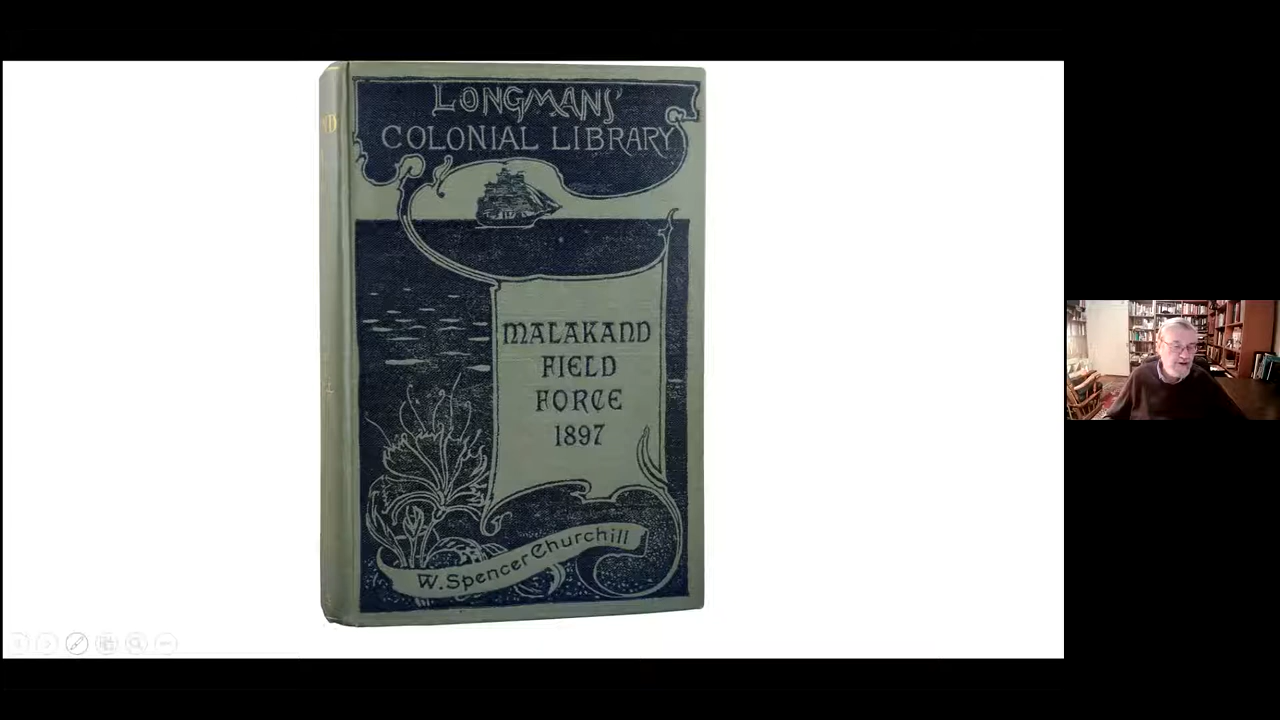 LONGMANS'
COLONIAL LIBRARY
MALAKAND
FIELD
FORCE
1897
W. Spencer Churchill